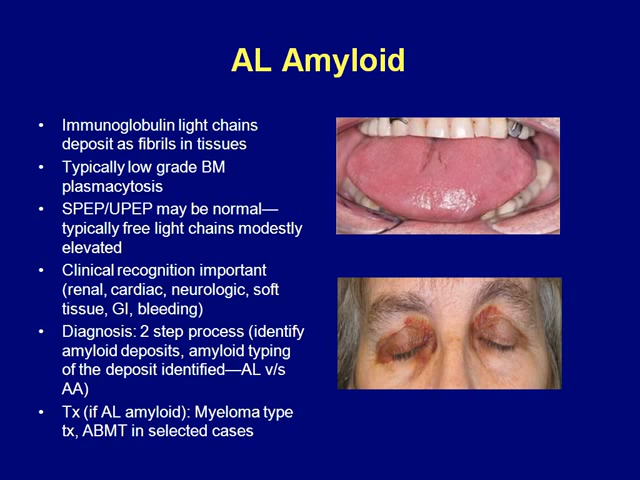 AL Amyloid
• Immunoglobulin light chains
deposit as fibrils in tissues
• Typically low grade BM
plasmacytosis
• SPEP/UPEP may be normal—
typically free light chains modestly
elevated
• Clinical recognition important
(renal, cardiac, neurologic, soft
tissue, GI, bleeding)
• Diagnosis: 2 step process (identify
amyloid deposits, amyloid typing
of the deposit identified—AL v/s
AA)
• Tx (if AL amyloid): Myeloma type
tx, ABMT in selected cases